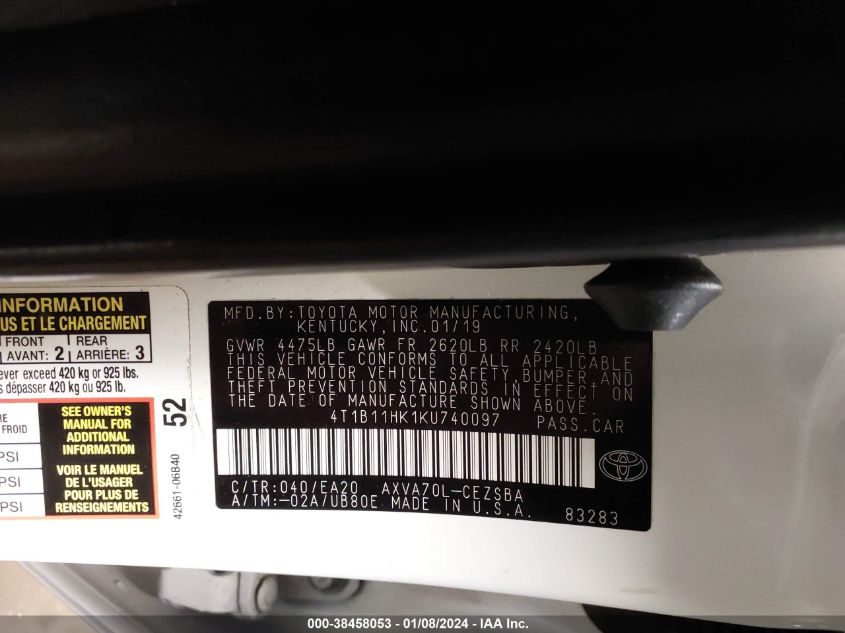 INFORMATION
US ET LE CHARGEMENT
FRONT
AVANT: 2
REAR
ARRIÈRE: 3
ever exceed 420 kg or 925 lbs.
s dépasser 420 kg ou 925 lb.
RE
FROID
PSI
PSI
PSI
SEE OWNER'S
MANUAL FOR
ADDITIONAL
INFORMATION
VOIR LE MANUEL
DE L'USAGER
POUR PLUS DE
RENSEIGNEMENTS
52
42661-06B40
MFD.BY:TOYOTA MOTOR MANUFACTURING,
KENTUCKY, INC.01/19
GVWR 4475LB GAWR FR 2620LB RR 2420LB
THIS VEHICLE CONFORMS TO ALL APPLICABLE
FEDERAL MOTOR VEHICLE SAFETY, BUMPER AND
THEFT PREVENTION STANDARDS IN EFFECT ON
THE DATE OF MANUFACTURE SHOWN ABOVE.
4T1B11HK1KU740097 PASS.CAR
C/TR:040/EA20 AXVA70L-CEZSBA
A/TM:-02A/UB80E MADE IN U.S.A.
83283
000-38458053 - 01/08/2024 - IAA Inc.